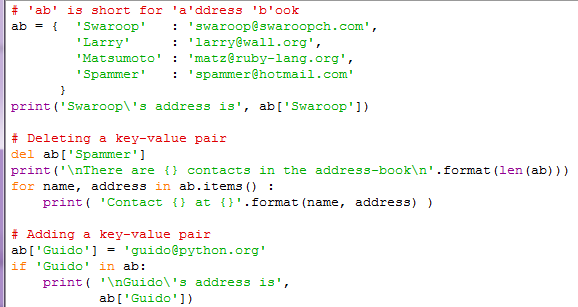 # 'ab' is short for 'a'ddress 'b'ook
ab = {  'Swaroop'   : 'swaroop@swaroopch.com',
        'Larry'     : 'larry@wall.org',
        'Matsumoto' : 'matz@ruby-lang.org',
        'Spammer'   : 'spammer@hotmail.com'
      }
print('Swaroop\'s address is', ab['Swaroop'])

# Deleting a key-value pair
del ab['Spammer']
print('\nThere are {} contacts in the address-book\n'.format(len(ab)))
for name, address in ab.items() :
    print( 'Contact {} at {}'.format(name, address) )

# Adding a key-value pair
ab['Guido'] = 'guido@python.org'
if 'Guido' in ab:
    print( '\nGuido\'s address is',
           ab['Guido'])